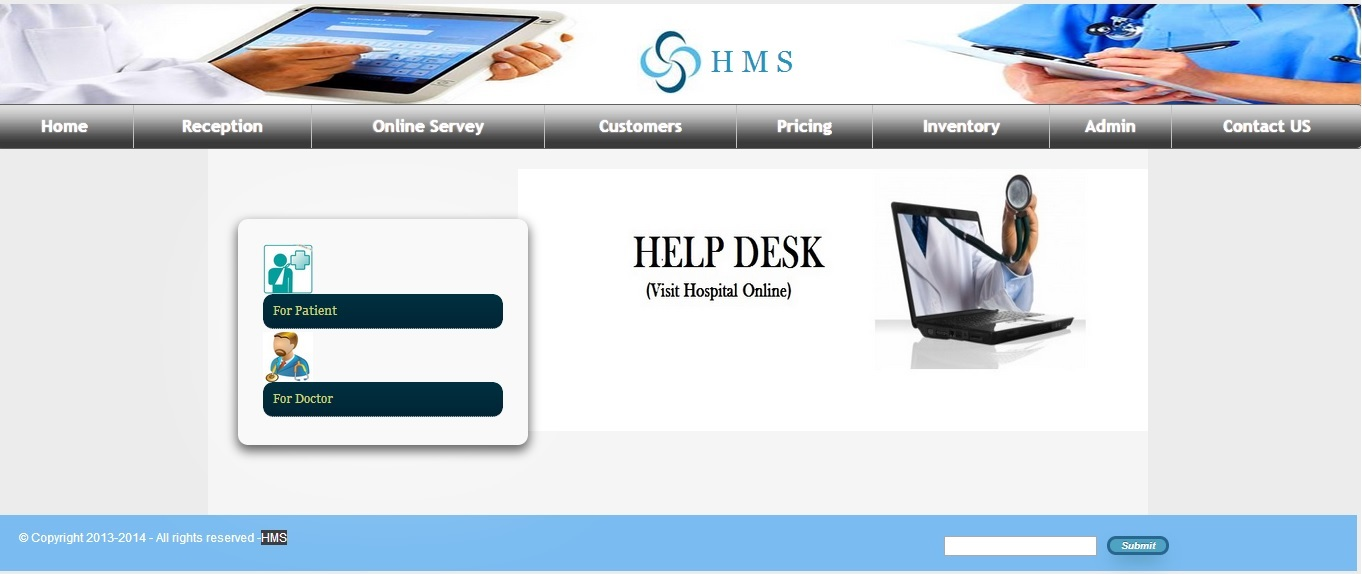 HMS
Home Reception Online Servey Customers Pricing Inventory Admin Contact US
HELP DESK
(Visit Hospital Online)
For Patient
For Doctor
© Copyright 2013-2014 - All rights reserved -HMS
Submit